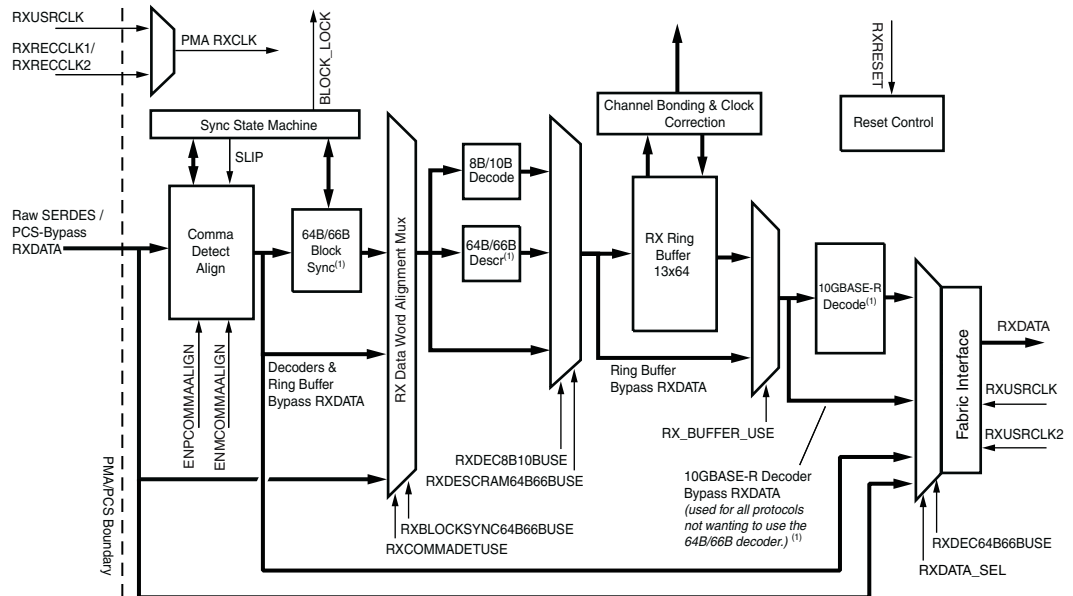 RXUSRCLK
RXRECCLK1/
RXRECCLK2
PMA RXCLK
BLOCK_LOCK
Sync State Machine
SLIP
Channel Bonding & Clock
Correction
RXRESET
Reset Control
Raw SERDES /
PCS-Bypass
RXDATA
Comma
Detect
Align
64B/66B
Block
Sync(1)
RX Data Word Alignment Mux
8B/10B
Decode
64B/66B
Descr(1)
RX Ring
Buffer
13x64
10GBASE-R
Decode(1)
Fabric Interface
RXDATA
RXUSRCLK
RXUSRCLK2
Decoders &
Ring Buffer
Bypass RXDATA
Ring Buffer
Bypass RXDATA
ENPCOMMAALIGN
ENMCOMMAALIGN
RX_BUFFER_USE
RXDEC8B10BUSE
RXDESCRAM64B66BUSE
PMA/PCS Boundary
10GBASE-R Decoder
Bypass RXDATA
(used for all protocols
not wanting to use the
64B/66B decoder.) (1)
RXBLOCKSYNC64B66BUSE
RXCOMMADETUSE
RXDEC64B66BUSE
RXDATA_SEL